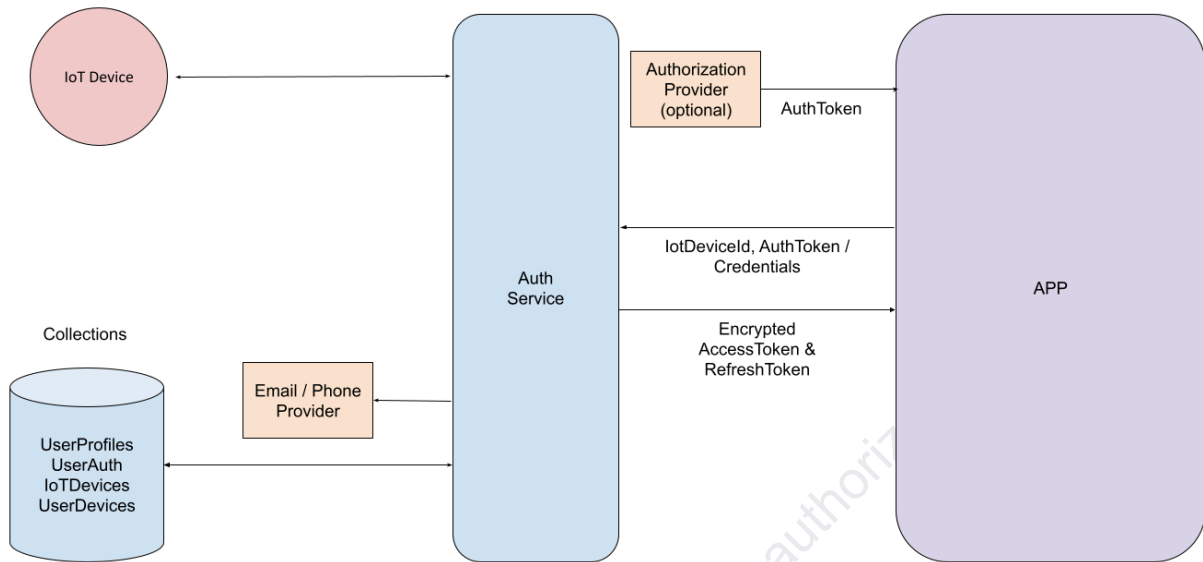 IoT Device
Authorization
Provider
(optional)
AuthToken
IotDeviceId, AuthToken /
Credentials
Auth
Service
APP
Encrypted
AccessToken &
RefreshToken
Collections
Email / Phone
Provider
UserProfiles
UserAuth
IoTDevices
UserDevices